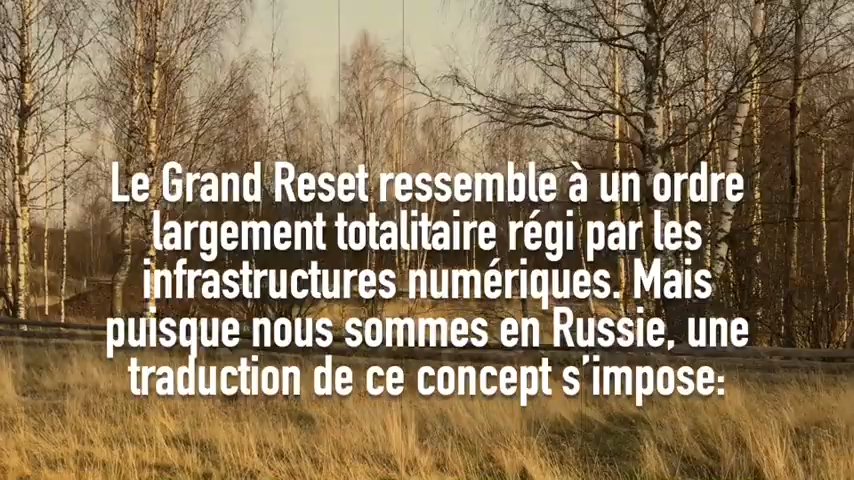 Le Grand Reset ressemble à un ordre
largement totalitaire régi par les
infrastructures numériques. Mais
puisque nous sommes en Russie, une
traduction de ce concept s'impose: